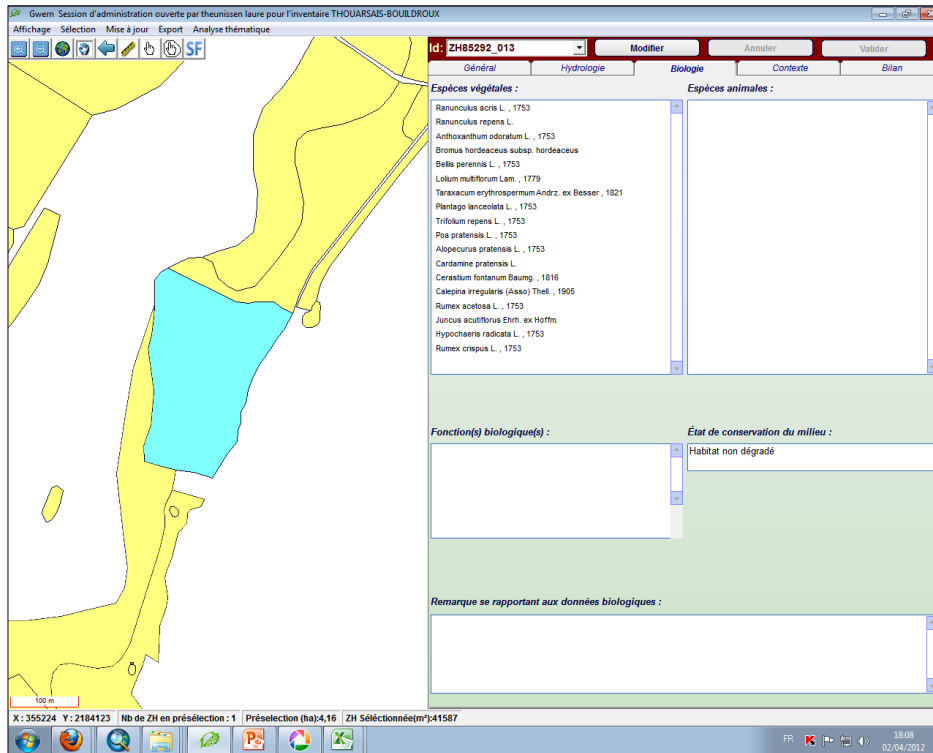 Gwern Session d'administration ouverte par theunissen laure pour l'inventaire THOUARSAIS-BOUILDROUX
Affichage Sélection Mise à jour Export Analyse thématique
SF
Id: ZH85292_013 Modifier Annuler Valider
Général Hydrologie Biologie Contexte Bilan
Espèces végétales : Espèces animales :
Ranunculus acris L. , 1753
Ranunculus repens L.
Anthoxanthum odoratum L. , 1753
Bromus hordeaceus subsp. hordeaceus
Bellis perennis L. , 1753
Lolium multiflorum Lam. , 1779
Taraxacum erythrospermum Andrz. ex Besser , 1821
Plantago lanceolata L. , 1753
Trifolium repens L. , 1753
Poa pratensis L. , 1753
Alopecurus pratensis L. , 1753
Cardamine pratensis L.
Cerastium fontanum Baumg. , 1816
Calepina irregularis (Asso) Thell. , 1905
Rumex acetosa L. , 1753
Juncus acutiflorus Ehrh. ex Hoffm.
Hypochaeris radicata L. , 1753
Rumex crispus L. , 1753
Fonction(s) biologique(s) : État de conservation du milieu :
Habitat non dégradé
Remarque se rapportant aux données biologiques :
100 m
X : 355224 Y : 2184123 Nb de ZH en présélection : 1 Préselection (ha):4,16 ZH Séléctionnée(m²):41587
FR 18:08
02/04/2012